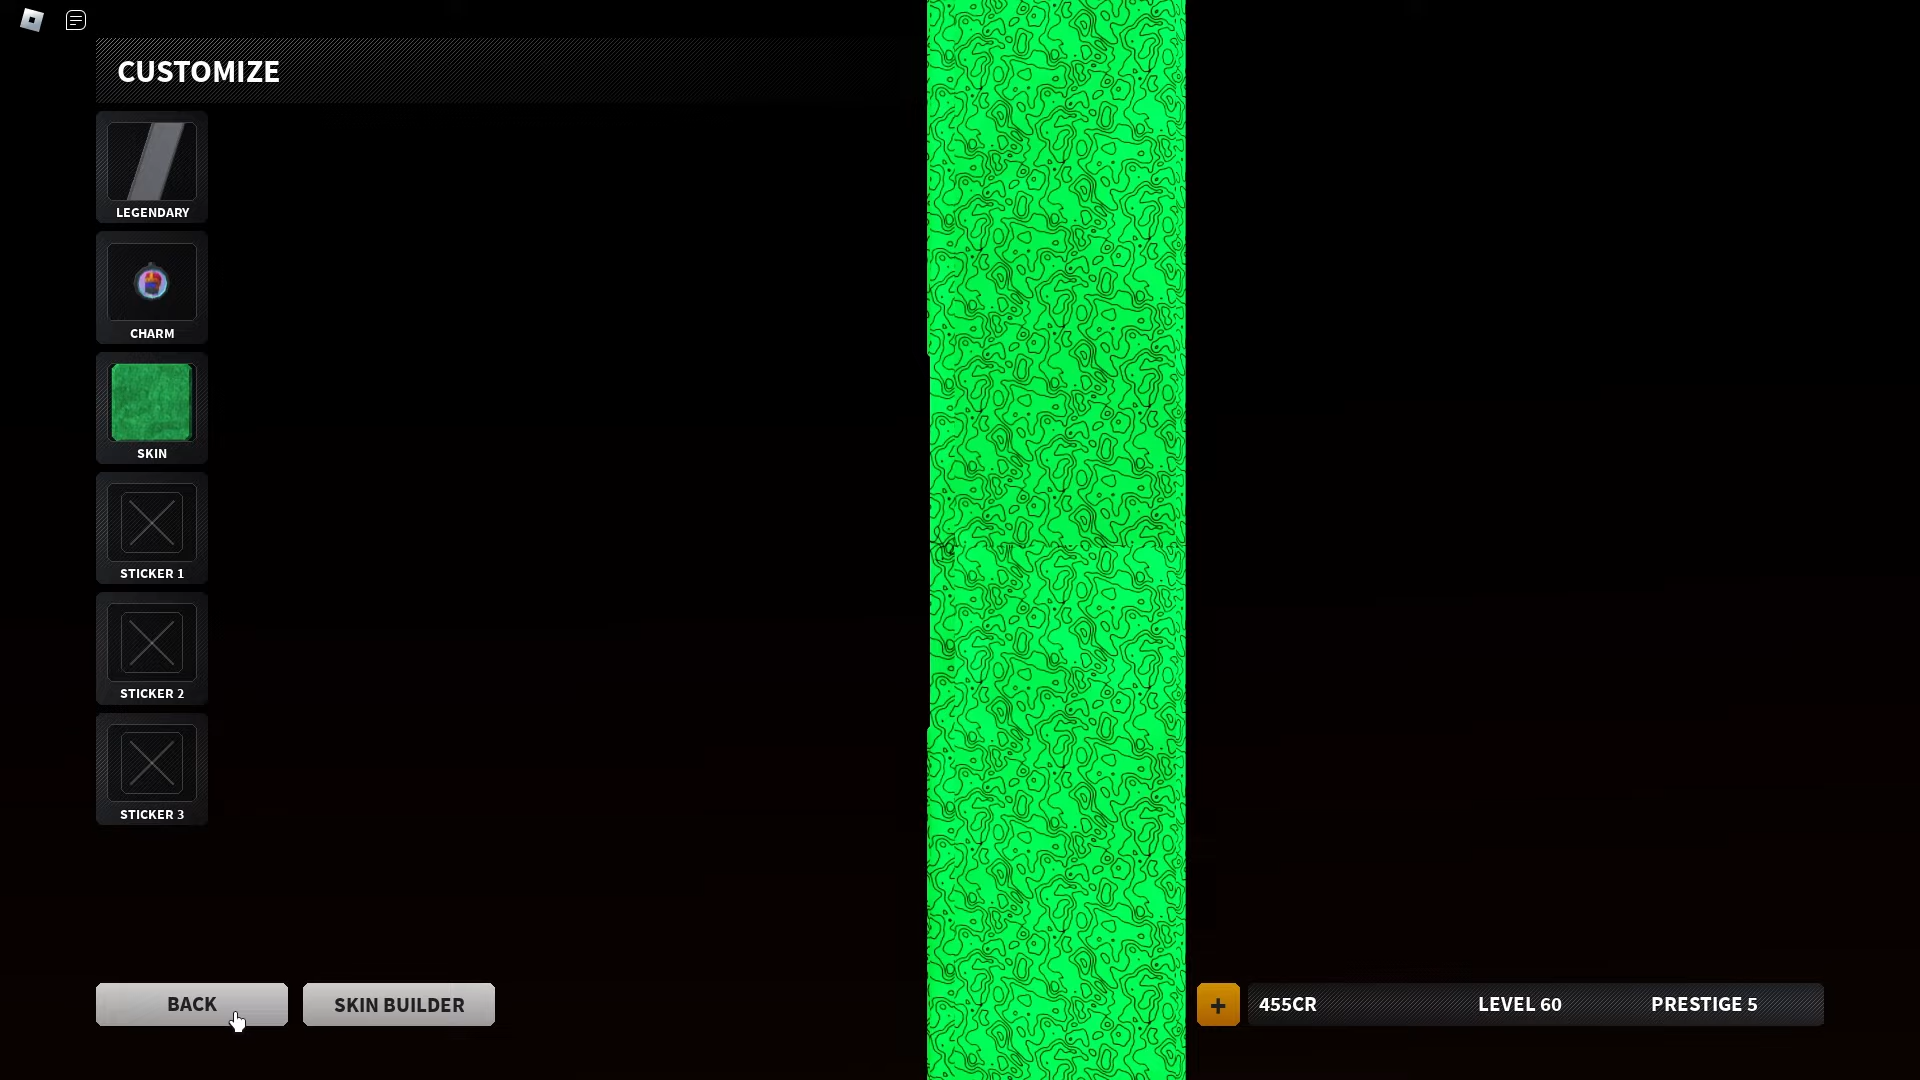 CUSTOMIZE
LEGENDARY
CHARM
SKIN
STICKER 1
STICKER 2
STICKER 3
BACK
SKIN BUILDER
+
455CR
LEVEL 60
PRESTIGE 5